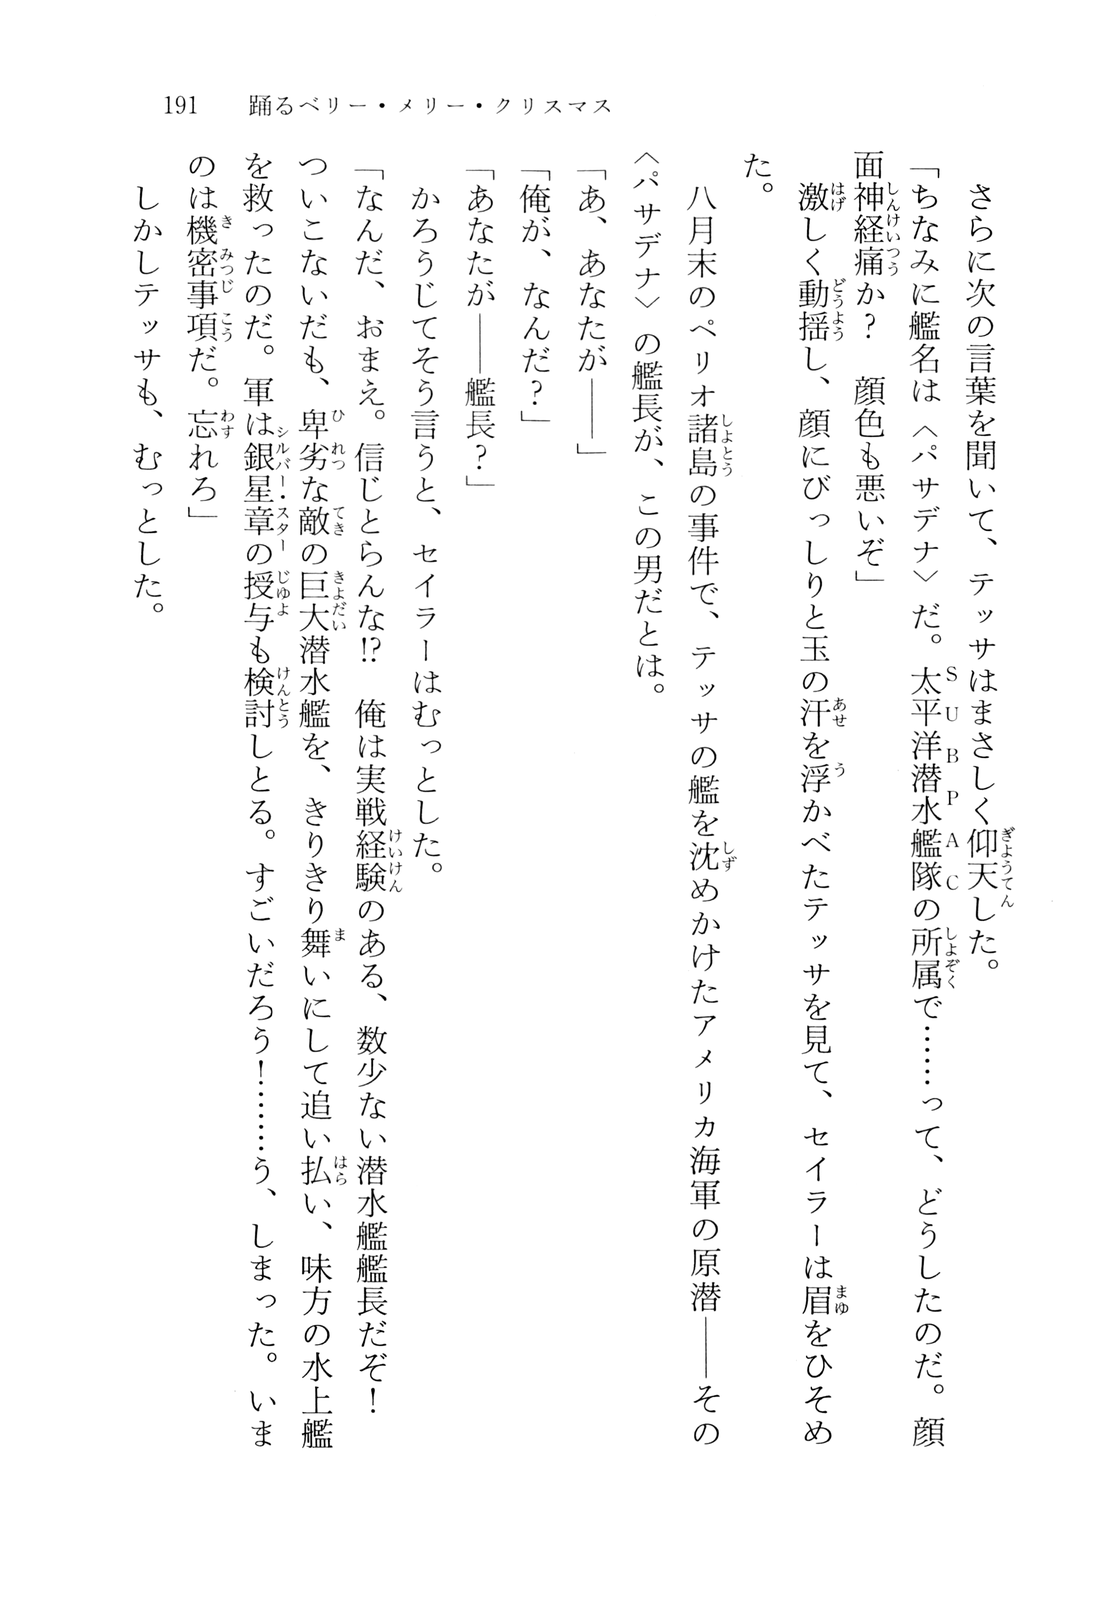 191　踊るベリー・メリー・クリスマス
　さらに次の言葉を聞いて、テッサはまさしく仰天した。
「ちなみに艦名は〈パサデナ〉だ。太平洋潜水艦隊の所属で……って、どうしたのだ。顔
面神経痛か？　顔色も悪いぞ」
　激しく動揺し、顔にびっしりと玉の汗を浮かべたテッサを見て、セイラーは眉をひそめ
た。
　八月末のペリオ諸島の事件で、テッサの艦を沈めかけたアメリカ海軍の原潜――その
〈パサデナ〉の艦長が、この男だとは。
「あ、あなたが――」
「俺が、なんだ？」
「あなたが――艦長？」
　かろうじてそう言うと、セイラーはむっとした。
「なんだ、おまえ。信じとらんな!?　俺は実戦経験のある、数少ない潜水艦艦長だぞ！
ついこないだも、卑劣な敵の巨大潜水艦を、きりきり舞いにして追い払い、味方の水上艦
を救ったのだ。軍は銀星章の授与も検討しとる。すごいだろう！………う、しまった。いま
のは機密事項だ。忘れろ」
　しかしテッサも、むっとした。